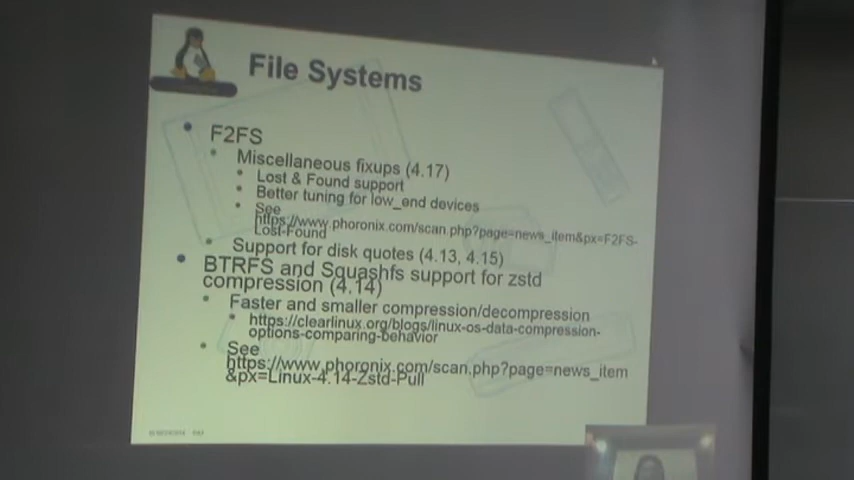 File Systems
F2FS
Miscellaneous fixups (4.17)
Lost & Found support
Better tuning for low_end devices
See
https://www.phoronix.com/scan.php?page=news_item&px=F2FS-
Lost-Found
Support for disk quotes (4.13, 4.15)
BTRFS and Squashfs support for zstd
compression (4.14)
Faster and smaller compression/decompression
https://clearlinux.org/blogs/linux-os-data-compression-
options-comparing-behavior
See
https://www.phoronix.com/scan.php?page=news_item
&px=Linux-4.14-Zstd-Pull